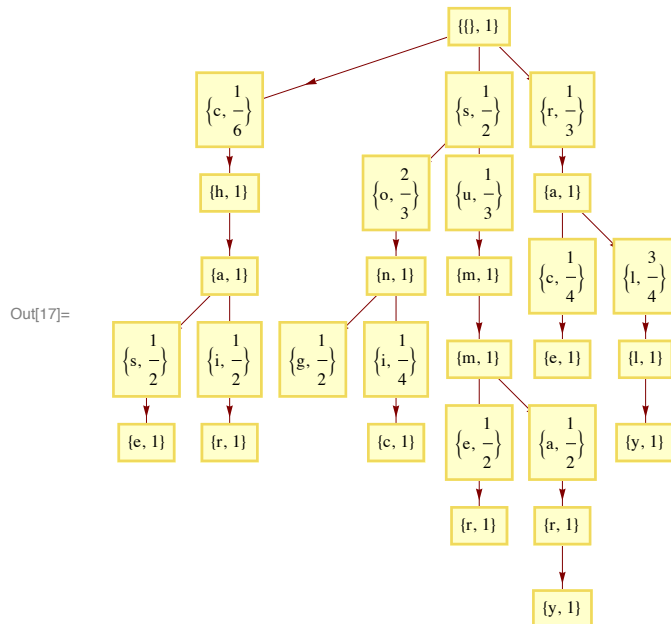 {{}, 1}
{c, 1/6} {s, 1/2} {r, 1/3}
{h, 1} {o, 2/3} {u, 1/3} {a, 1}
{a, 1} {n, 1} {m, 1} {c, 1/4} {l, 3/4}
Out[17]=
{s, 1/2} {i, 1/2} {g, 1/2} {i, 1/4} {m, 1} {e, 1} {l, 1}
{e, 1} {r, 1} {c, 1} {e, 1/2} {a, 1/2} {y, 1}
{r, 1} {r, 1}
{y, 1}